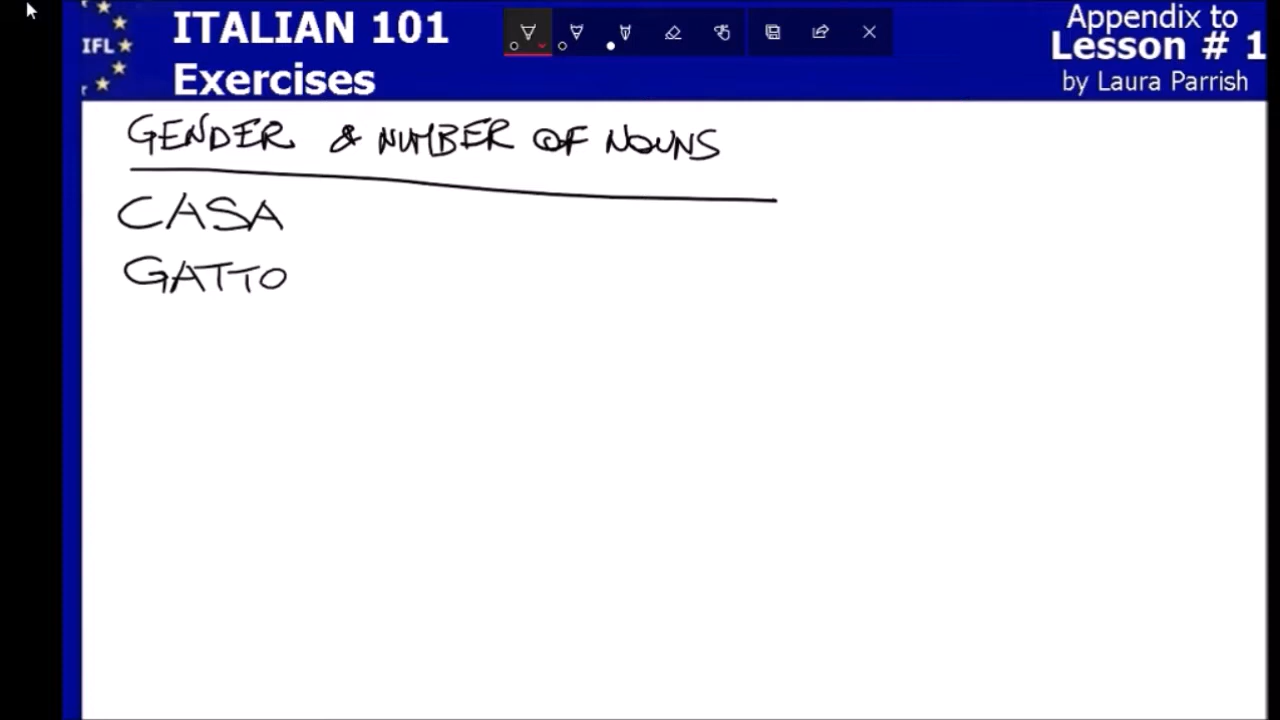 IFL
ITALIAN 101
Exercises
Appendix to
Lesson # 1
by Laura Parrish
GENDER & NUMBER OF NOUNS
CASA
GATTO